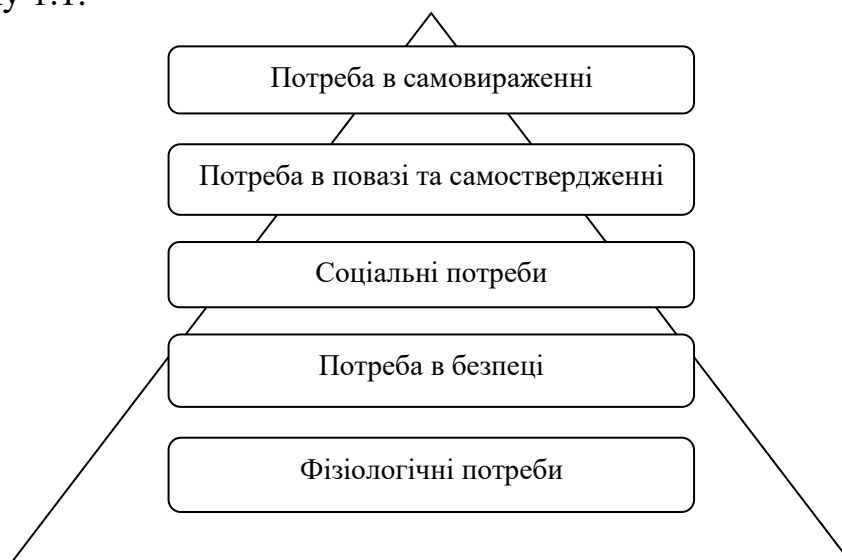 1.1.
Потреба в самовираженні
Потреба в повазі та самоствердженні
Соціальні потреби
Потреба в безпеці
Фізіологічні потреби